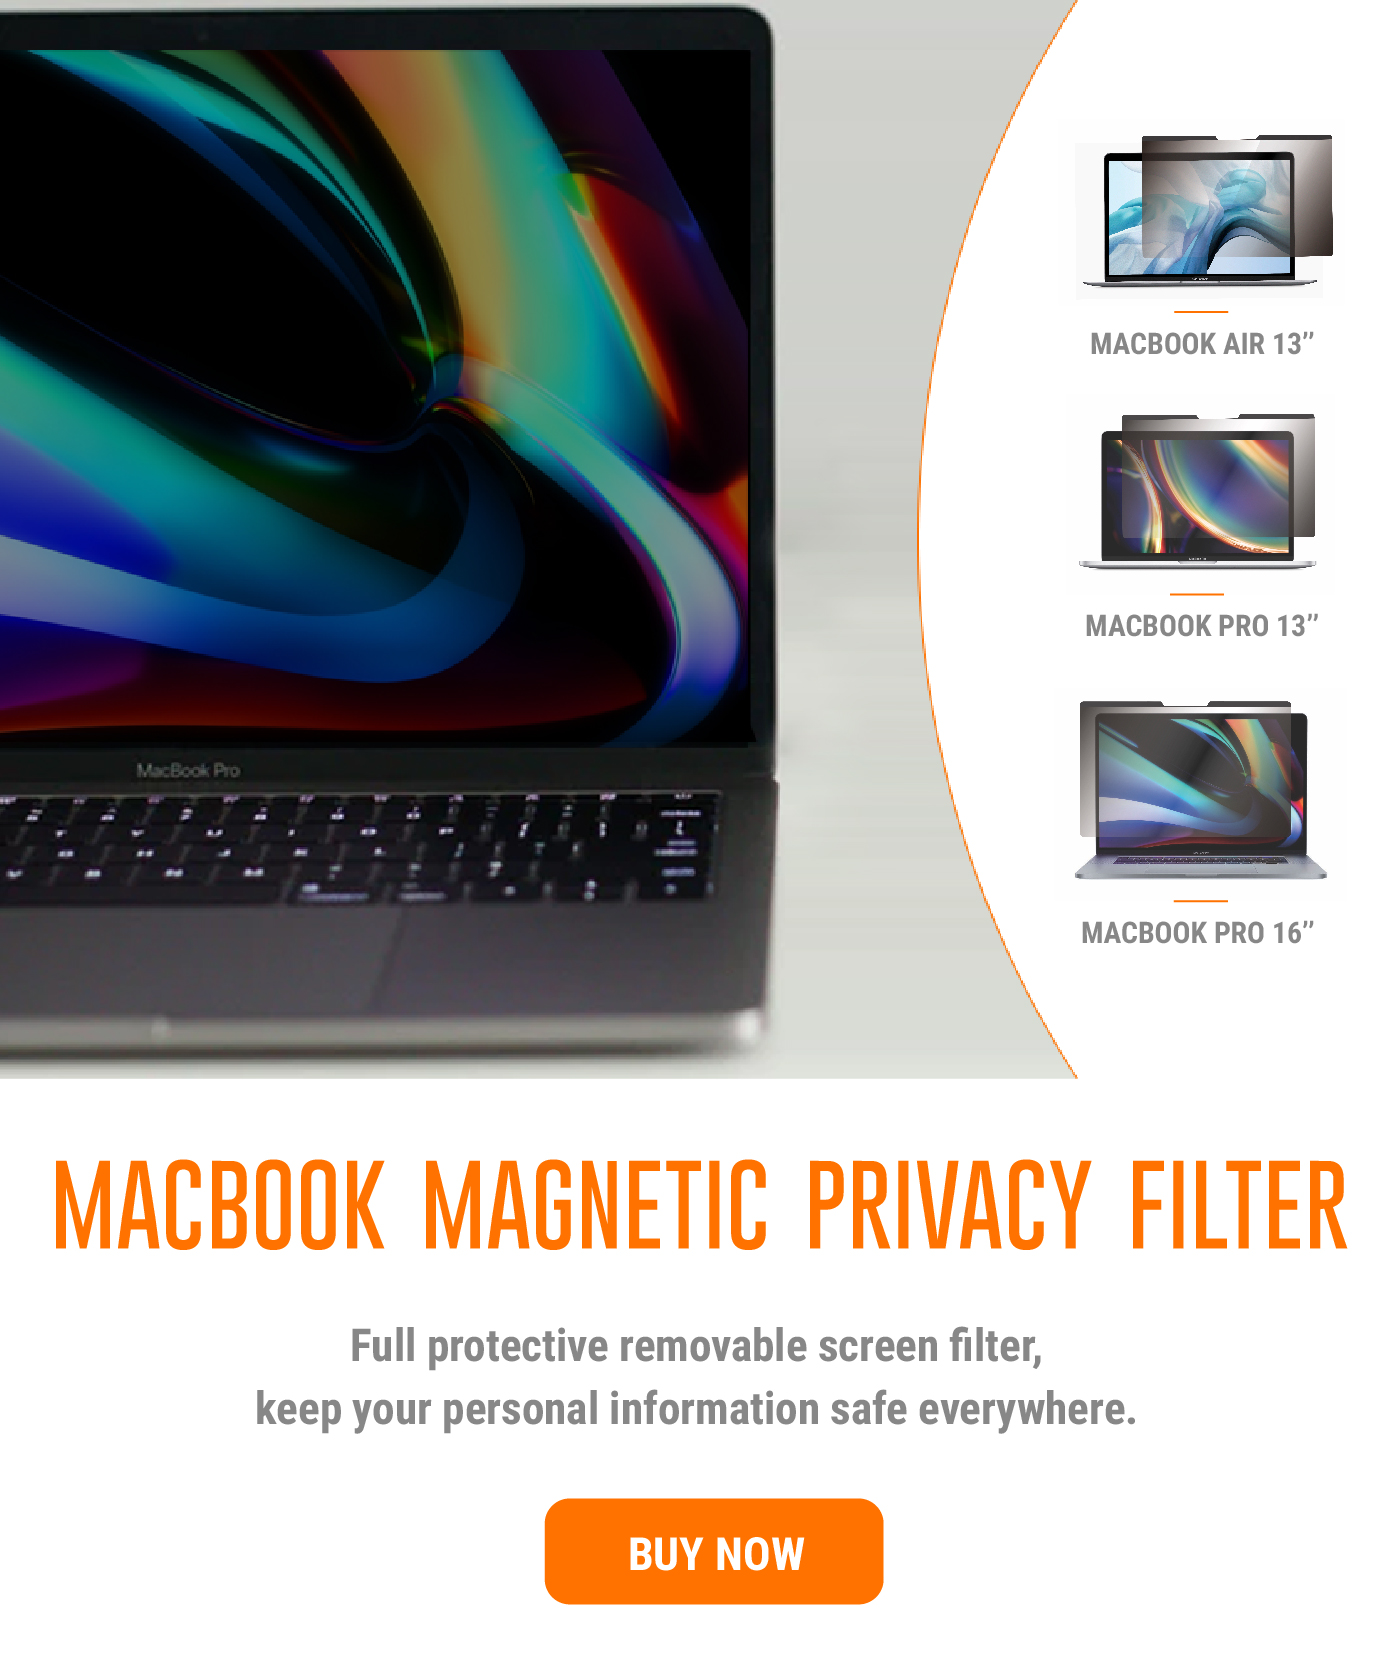 MacBook Pro
MACBOOK AIR 13’’
MACBOOK PRO 13’’
MACBOOK PRO 16’’
MACBOOK MAGNETIC PRIVACY FILTER
Full protective removable screen filter,
keep your personal information safe everywhere.
BUY NOW